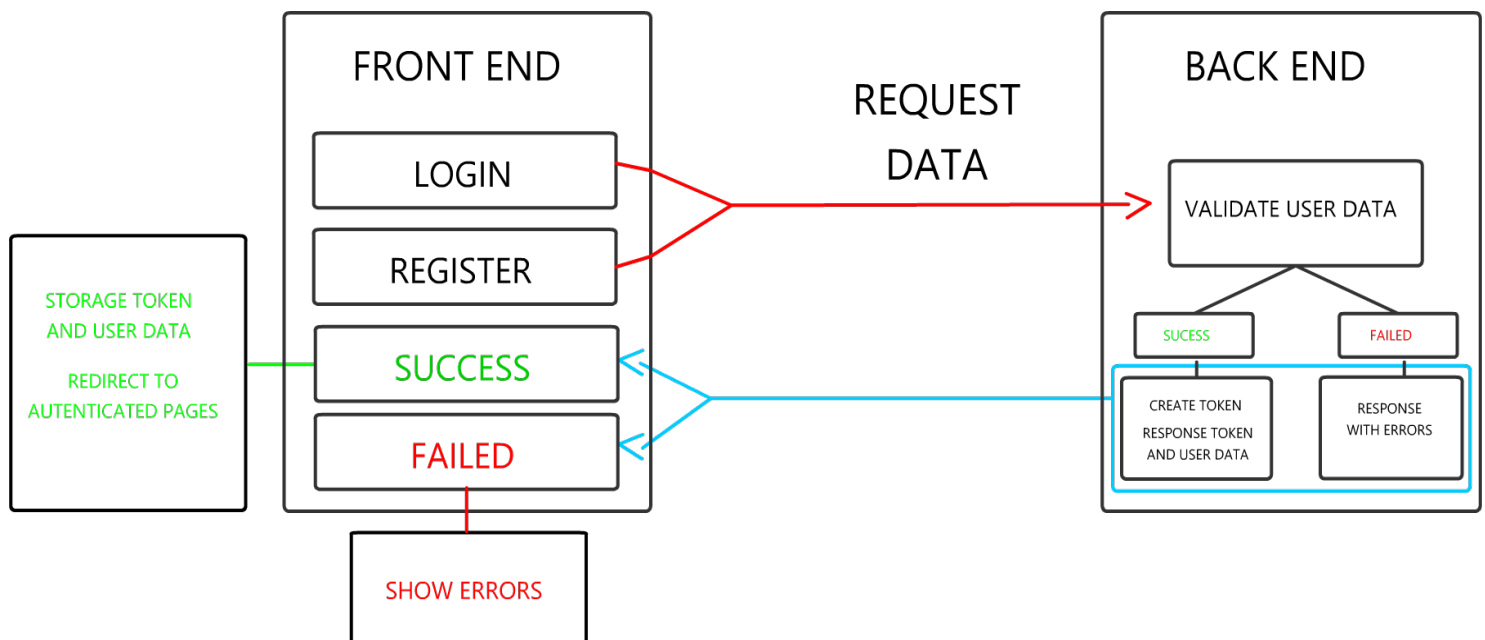 FRONT END
LOGIN
REGISTER
SUCCESS
FAILED
STORAGE TOKEN
AND USER DATA
REDIRECT TO
AUTENTICATED PAGES
SHOW ERRORS
REQUEST
DATA
BACK END
VALIDATE USER DATA
SUCESS
FAILED
CREATE TOKEN
RESPONSE TOKEN
AND USER DATA
RESPONSE
WITH ERRORS